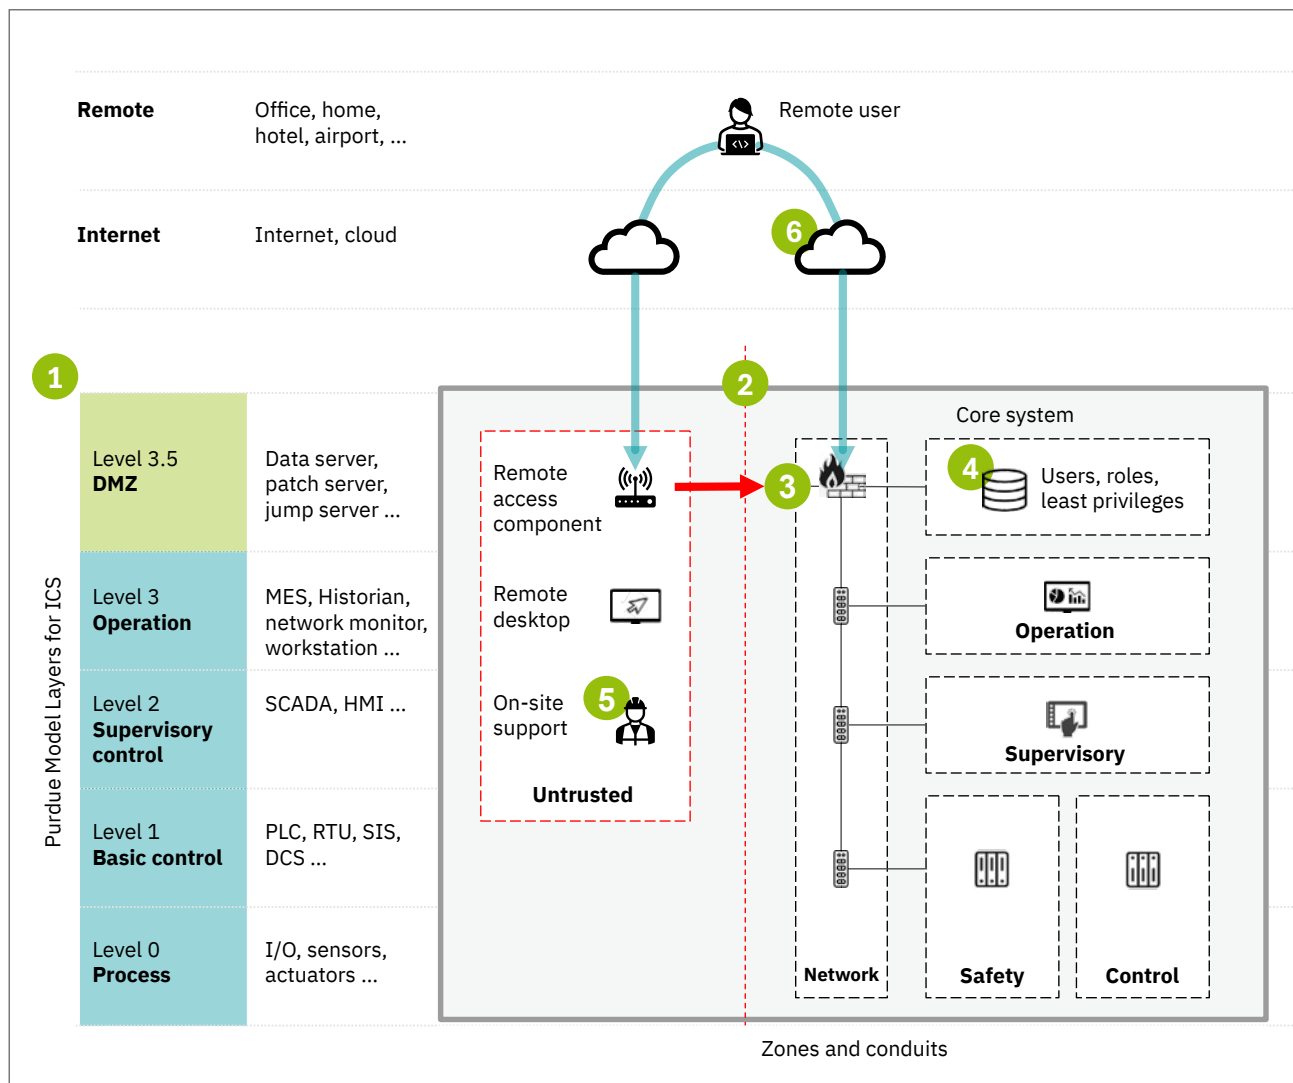 Remote
Office, home,
hotel, airport, ...
Remote user
Internet
Internet, cloud
6
1
2
Purdue Model Layers for ICS
Level 3.5
DMZ
Data server,
patch server,
jump server ...
Level 3
Operation
MES, Historian,
network monitor,
workstation ...
Level 2
Supervisory
control
SCADA, HMI ...
Level 1
Basic control
PLC, RTU, SIS,
DCS ...
Level 0
Process
I/O, sensors,
actuators ...
Remote
access
component
Remote
desktop
On-site
support
5
Untrusted
Core system
3
4
Users, roles,
least privileges
Operation
Supervisory
Network
Safety
Control
Zones and conduits